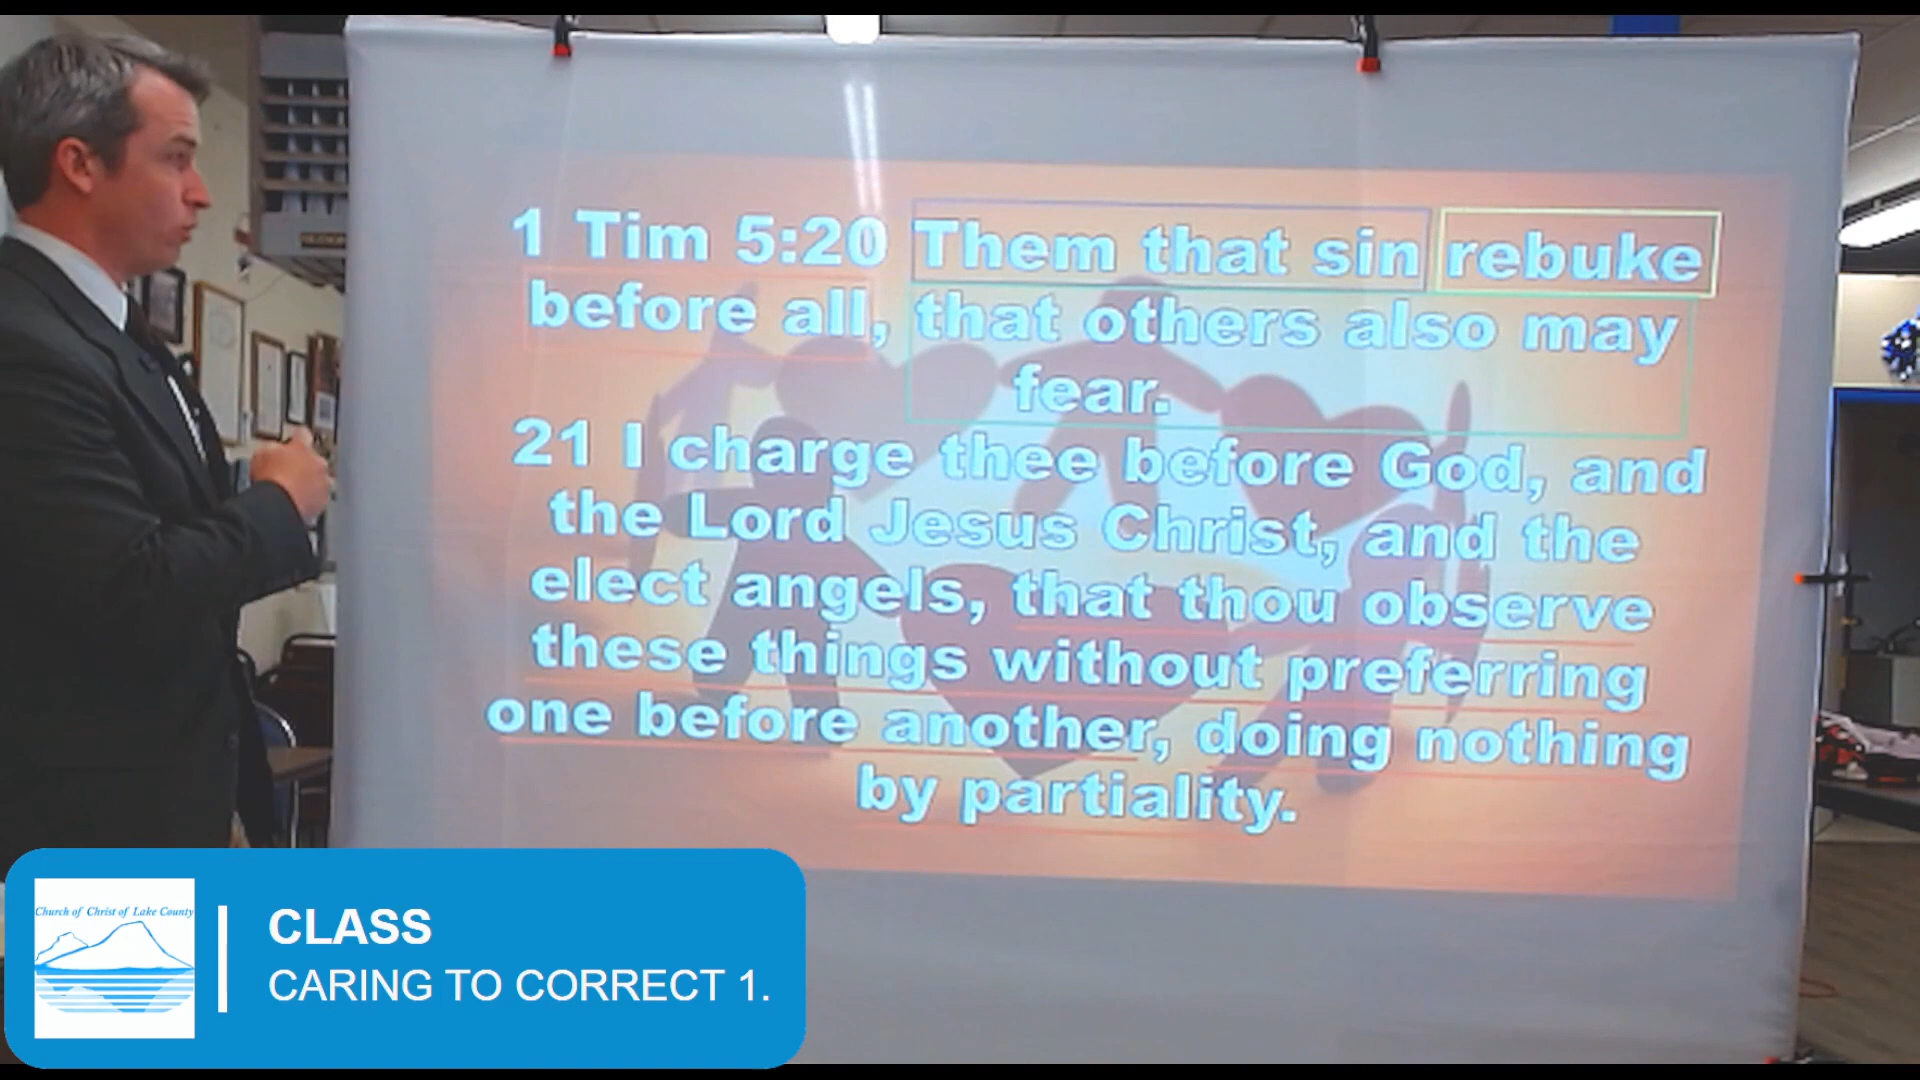 1 Tim 5:20 Them that sin rebuke
before all, that others also may
fear.
21 I charge thee before God, and
the Lord Jesus Christ, and the
elect angels, that thou observe
these things without preferring
one before another, doing nothing
by partiality.
Church of Christ of Lake County
CLASS
CARING TO CORRECT 1.